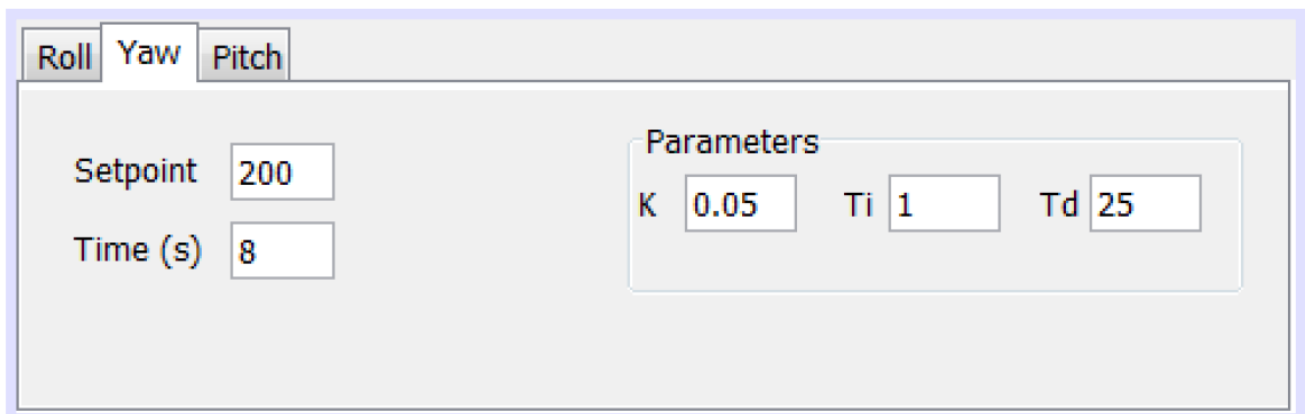 Roll Yaw Pitch
Parameters
Setpoint 200
K 0.05 Ti 1 Td 25
Time (s) 8